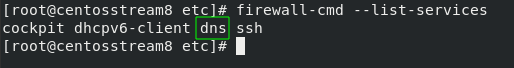 [root@centosstream8 etc]# firewall-cmd --list-services
cockpit dhcpv6-client dns ssh
[root@centosstream8 etc]#